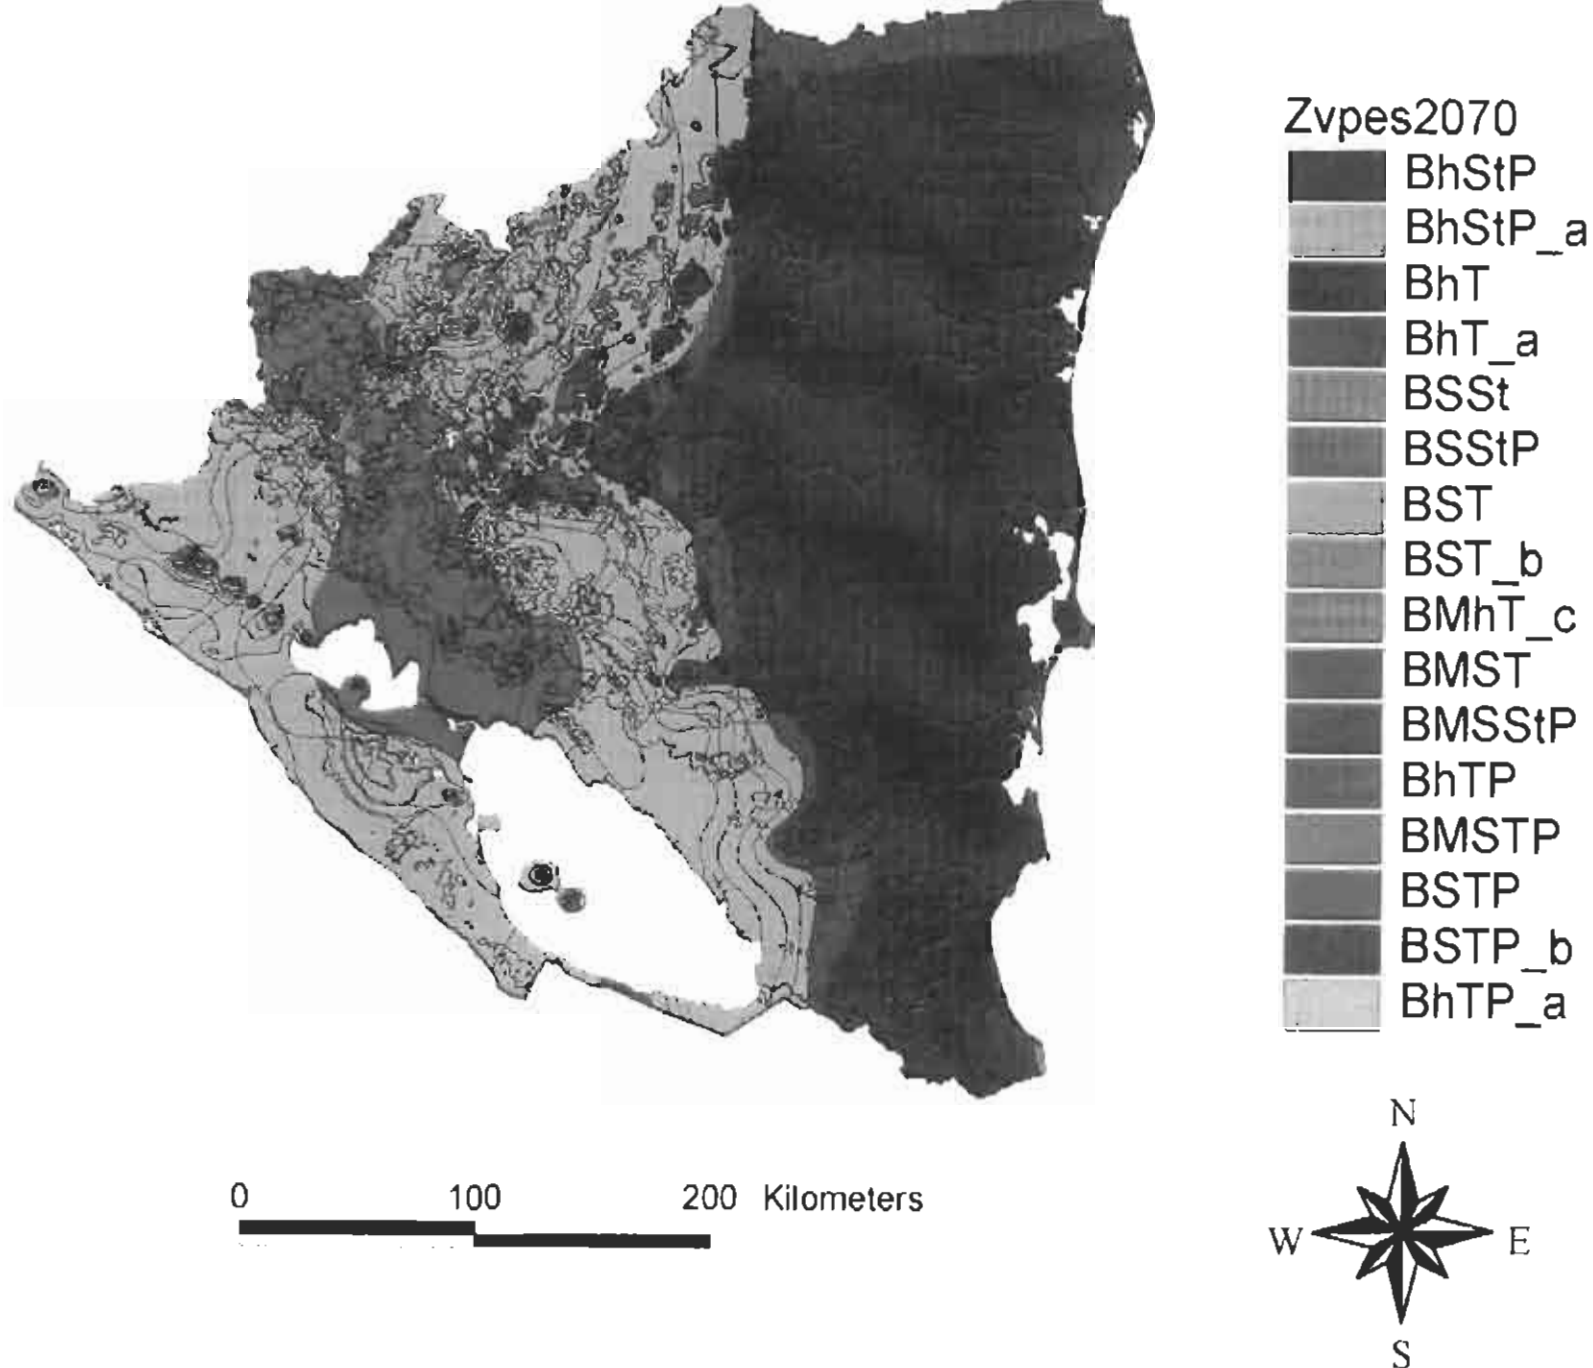 Zvpes2070
BhStP
BhStP_a
BhT
BhT_a
BSSt
BSStP
BST
BST_b
BMhT_c
BMST
BMSStP
BhTP
BMSTP
BSTP
BSTP_b
BhTP_a
0 100 200 Kilometers
N
W E
S